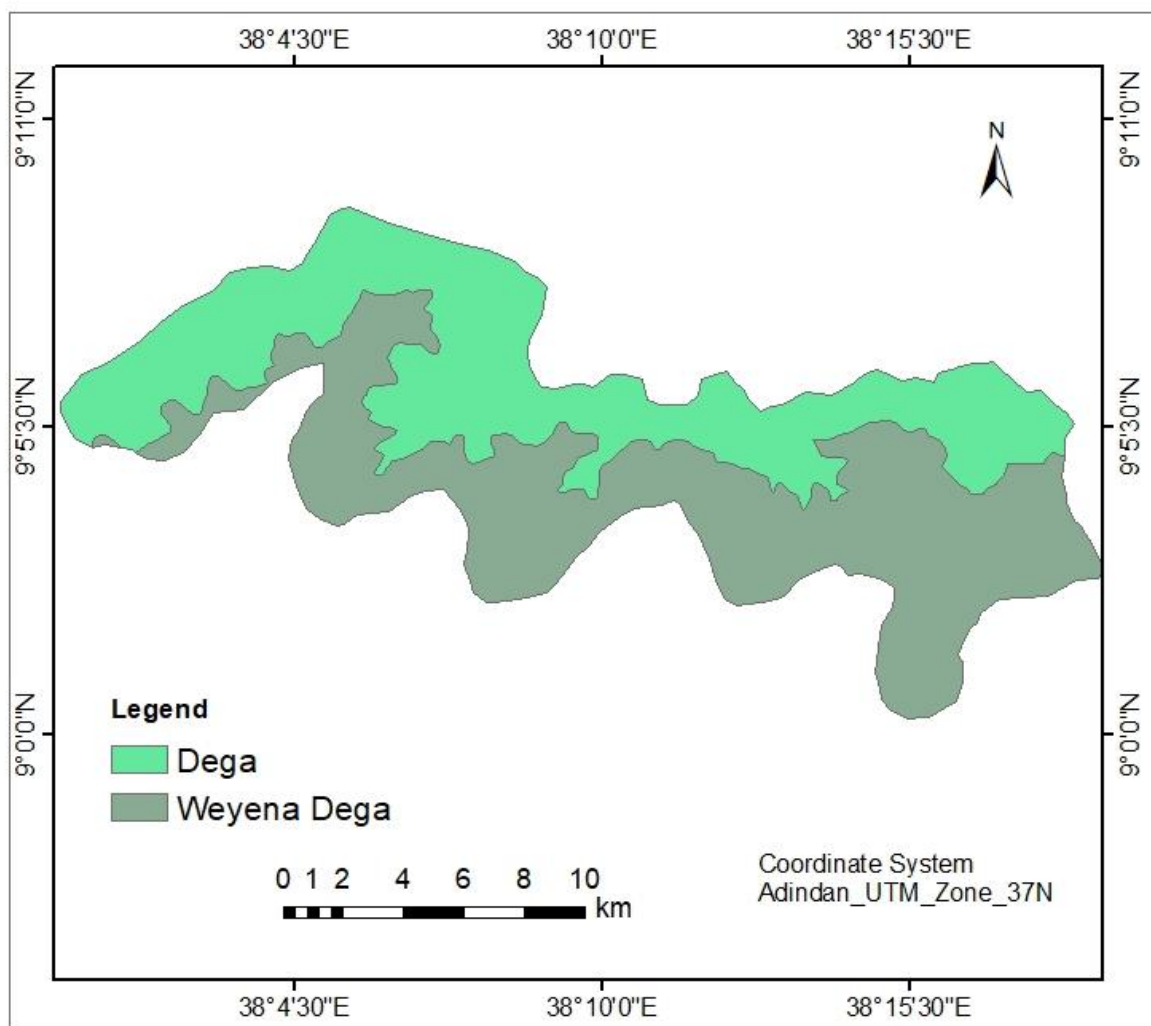 38°4'30"E 38°10'0"E 38°15'30"E
9°11'0"N 9°11'0"N
N
9°5'30"N 9°5'30"N
9°0'0"N 9°0'0"N
Legend
Dega
Weyena Dega
0 1 2 4 6 8 10
km
Coordinate System
Adindan_UTM_Zone_37N
38°4'30"E 38°10'0"E 38°15'30"E